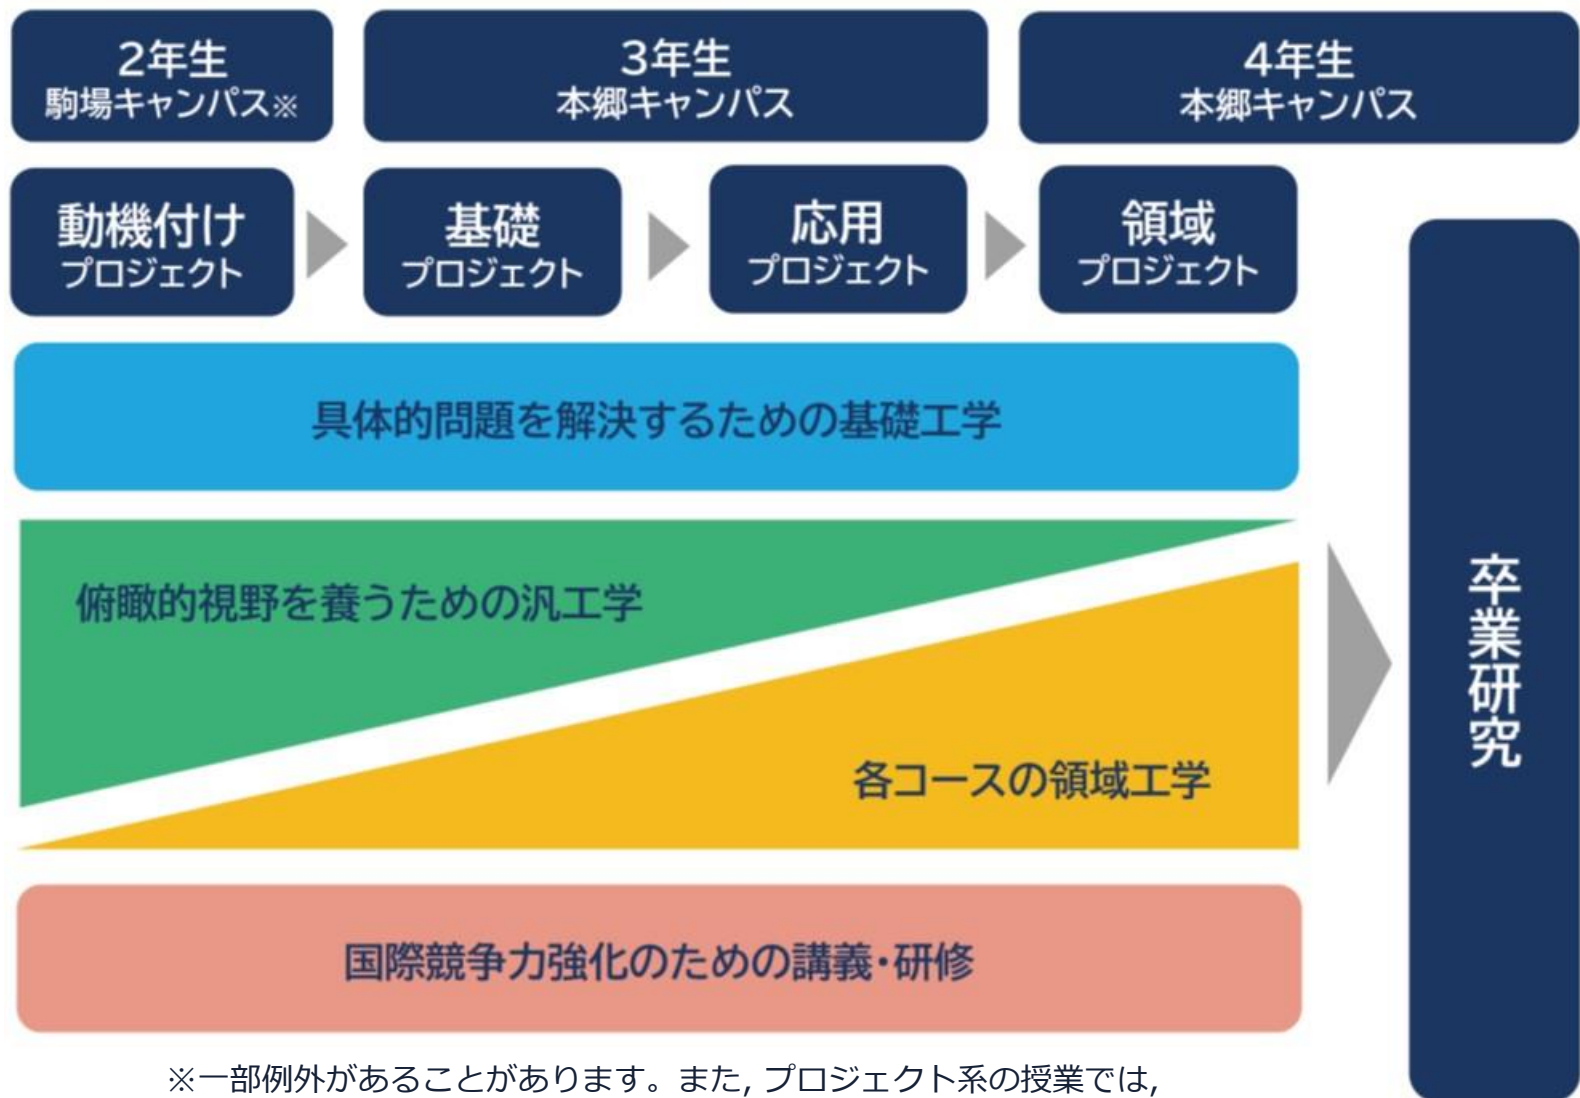 2年生
駒場キャンパス※
3年生
本郷キャンパス
4年生
本郷キャンパス
動機付け
プロジェクト
基礎
プロジェクト
応用
プロジェクト
領域
プロジェクト
具体的問題を解決するための基礎工学
俯瞰的視野を養うための汎工学
各コースの領域工学
国際競争力強化のための講義・研修
卒業研究
※一部例外があることがあります。また, プロジェクト系の授業では,